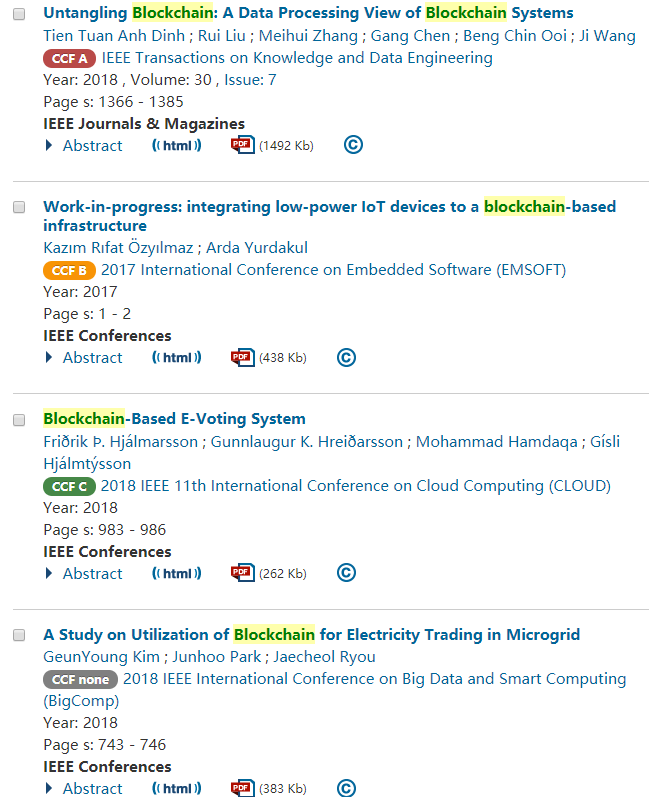 Untangling Blockchain: A Data Processing View of Blockchain Systems
Tien Tuan Anh Dinh ; Rui Liu ; Meihui Zhang ; Gang Chen ; Beng Chin Ooi ; Ji Wang
CCF A IEEE Transactions on Knowledge and Data Engineering
Year: 2018 , Volume: 30 , Issue: 7
Page s: 1366 - 1385
IEEE Journals & Magazines
Abstract ((html)) PDF (1492 Kb) ©
Work-in-progress: integrating low-power IoT devices to a blockchain-based
infrastructure
Kazım Rıfat Özyılmaz ; Arda Yurdakul
CCF B 2017 International Conference on Embedded Software (EMSOFT)
Year: 2017
Page s: 1 - 2
IEEE Conferences
Abstract ((html)) PDF (438 Kb) ©
Blockchain-Based E-Voting System
Friðrik Þ. Hjálmarsson ; Gunnlaugur K. Hreiðarsson ; Mohammad Hamdaqa ; Gísli
Hjálmtýsson
CCF C 2018 IEEE 11th International Conference on Cloud Computing (CLOUD)
Year: 2018
Page s: 983 - 986
IEEE Conferences
Abstract ((html)) PDF (262 Kb) ©
A Study on Utilization of Blockchain for Electricity Trading in Microgrid
GeunYoung Kim ; Junhoo Park ; Jaecheol Ryou
CCF none 2018 IEEE International Conference on Big Data and Smart Computing
(BigComp)
Year: 2018
Page s: 743 - 746
IEEE Conferences
Abstract ((html)) PDF (383 Kb) ©